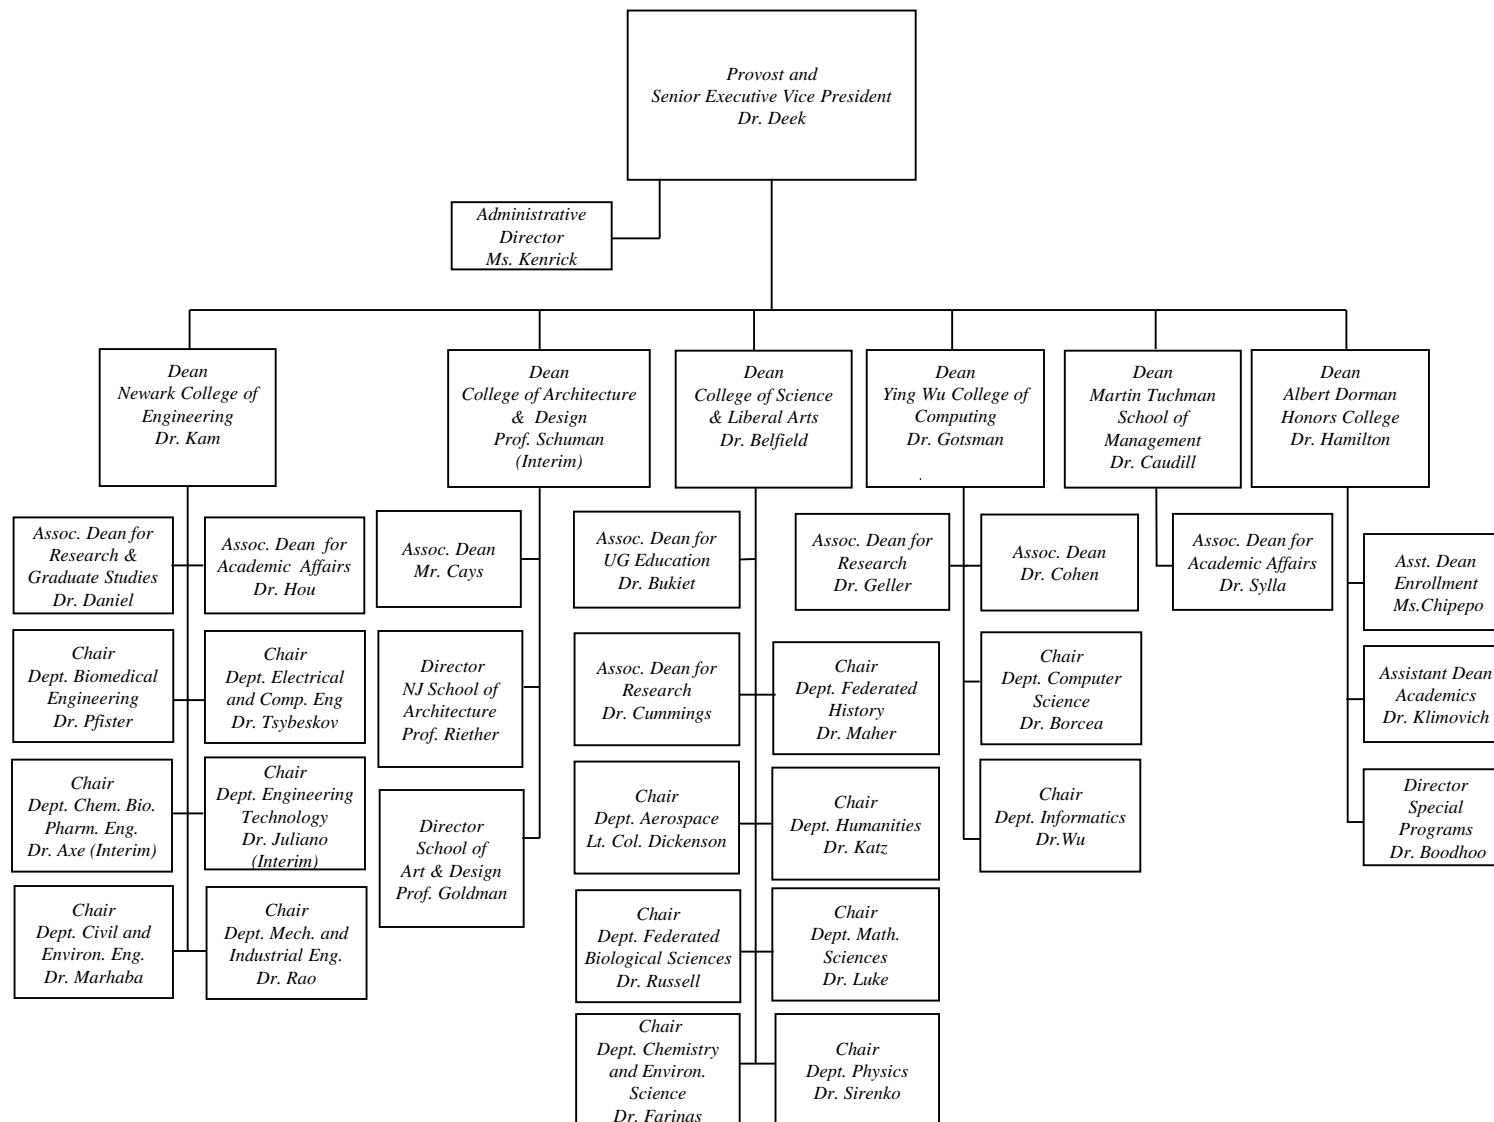 Provost and
Senior Executive Vice President
Dr. Deek
Administrative
Director
Ms. Kenrick
Dean
Newark College of
Engineering
Dr. Kam
Dean
College of Architecture
& Design
Prof. Schuman
(Interim)
Dean
College of Science
& Liberal Arts
Dr. Belfield
Dean
Ying Wu College of
Computing
Dr. Gotsman
.
Dean
Martin Tuchman
School of
Management
Dr. Caudill
Dean
Albert Dorman
Honors College
Dr. Hamilton
Assoc. Dean for
Research &
Graduate Studies
Dr. Daniel
Assoc. Dean for
Academic Affairs
Dr. Hou
Chair
Dept. Biomedical
Engineering
Dr. Pfister
Chair
Dept. Electrical
and Comp. Eng
Dr. Tsybeskov
Chair
Dept. Chem. Bio.
Pharm. Eng.
Dr. Axe (Interim)
Chair
Dept. Engineering
Technology
Dr. Juliano
(Interim)
Chair
Dept. Civil and
Environ. Eng.
Dr. Marhaba
Chair
Dept. Mech. and
Industrial Eng.
Dr. Rao
Assoc. Dean
Mr. Cays
Director
NJ School of
Architecture
Prof. Riether
Director
School of
Art & Design
Prof. Goldman
Assoc. Dean for
UG Education
Dr. Bukiet
Assoc. Dean for
Research
Dr. Cummings
Chair
Dept. Federated
History
Dr. Maher
Chair
Dept. Aerospace
Lt. Col. Dickenson
Chair
Dept. Humanities
Dr. Katz
Chair
Dept. Federated
Biological Sciences
Dr. Russell
Chair
Dept. Math.
Sciences
Dr. Luke
Chair
Dept. Chemistry
and Environ.
Science
Dr. Farinas
Chair
Dept. Physics
Dr. Sirenko
Assoc. Dean for
Research
Dr. Geller
Assoc. Dean
Dr. Cohen
Chair
Dept. Computer
Science
Dr. Borcea
Chair
Dept. Informatics
Dr.Wu
Assoc. Dean for
Academic Affairs
Dr. Sylla
Asst. Dean
Enrollment
Ms.Chipepo
Assistant Dean
Academics
Dr. Klimovich
Director
Special
Programs
Dr. Boodhoo